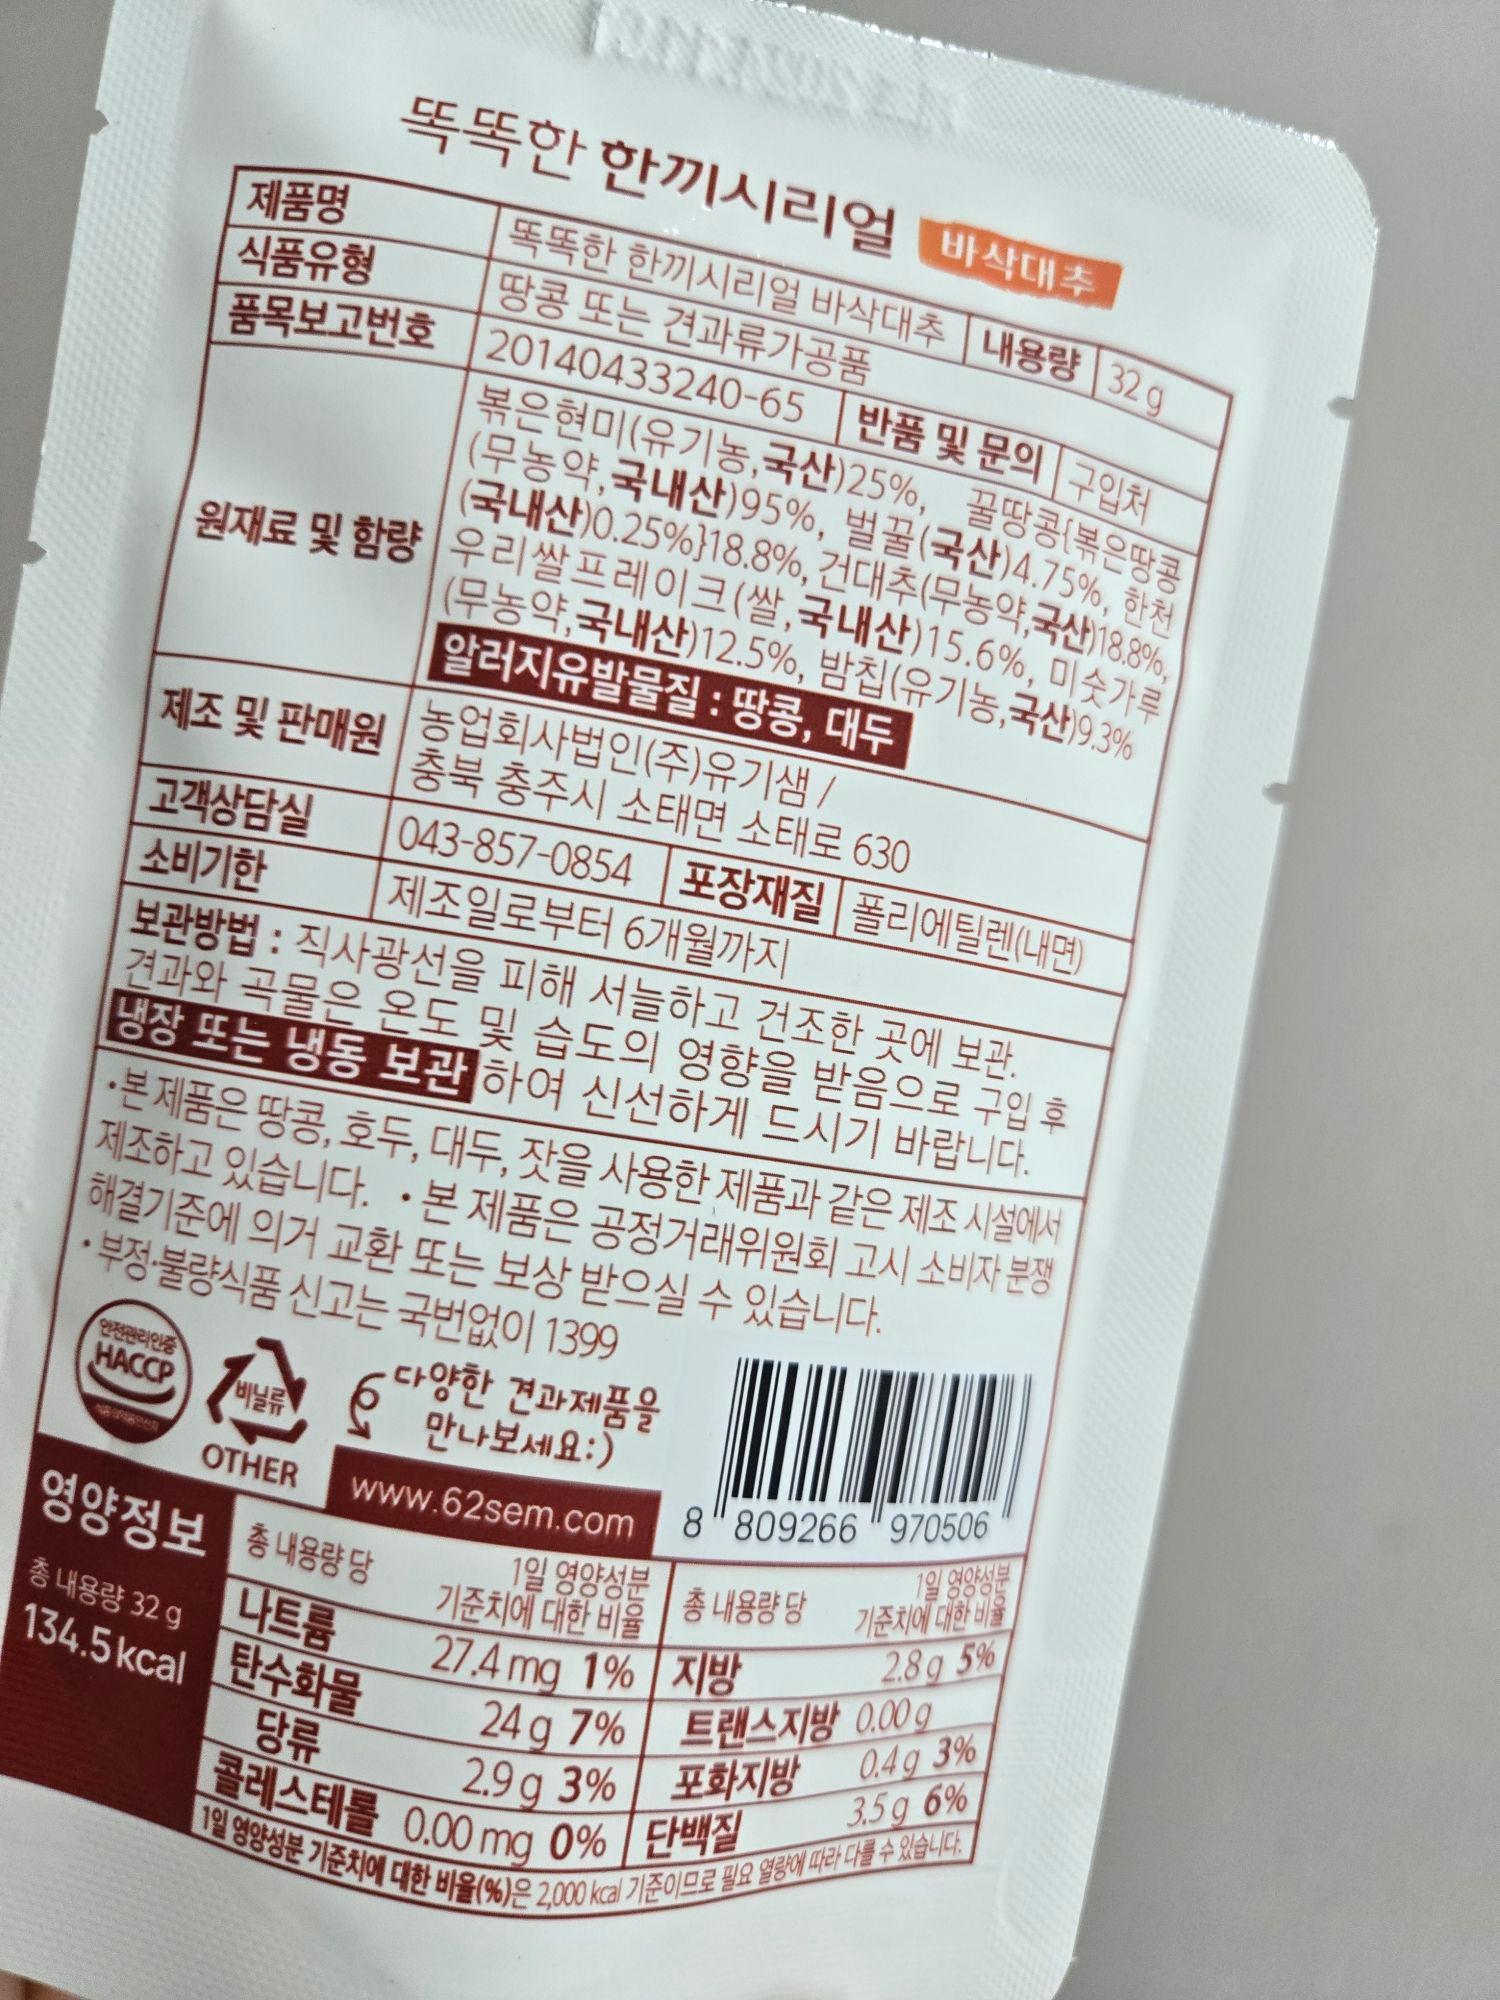 똑똑한 한끼시리얼 바삭대추
제품명 똑똑한 한끼시리얼 바삭대추 내용량 32 g
식품유형 땅콩 또는 견과류가공품
품목보고번호 20140433240-65 반품 및 문의 구입처
원재료 및 함량
볶은현미(유기농,국산)25%, 꿀땅콩{볶은땅콩
(무농약,국내산)95%, 벌꿀(국산)4.75%, 한천
(국내산)0.25%}18.8%, 건대추(무농약,국산)18.8%,
우리쌀프레이크(쌀,국내산)15.6%, 미숫가루
(무농약,국내산)12.5%, 밤칩(유기농,국산)9.3%
알러지유발물질 : 땅콩, 대두
제조 및 판매원 농업회사법인(주)유기샘 /
충북 충주시 소태면 소태로 630
고객상담실 043-857-0854 포장재질 폴리에틸렌(내면)
소비기한 제조일로부터 6개월까지
보관방법 : 직사광선을 피해 서늘하고 건조한 곳에 보관.
견과와 곡물은 온도 및 습도의 영향을 받음으로 구입 후
냉장 또는 냉동 보관하여 신선하게 드시기 바랍니다.
·본 제품은 땅콩, 호두, 대두, 잣을 사용한 제품과 같은 제조 시설에서
제조하고 있습니다. ·본 제품은 공정거래위원회 고시 소비자 분쟁
해결기준에 의거 교환 또는 보상 받으실 수 있습니다.
·부정·불량식품 신고는 국번없이 1399
안전관리인증
HACCP
비닐류
OTHER
다양한 견과제품을
만나보세요:)
www.62sem.com
8 809266 970506
영양정보
총 내용량 32 g
134.5 kcal
총 내용량 당 1일 영양성분
기준치에 대한 비율
총 내용량 당 1일 영양성분
기준치에 대한 비율
나트륨 27.4 mg 1% 지방 2.8 g 5%
탄수화물 24 g 7% 트랜스지방 0.00 g
당류 2.9 g 3% 포화지방 0.4 g 3%
콜레스테롤 0.00 mg 0% 단백질 3.5 g 6%
1일 영양성분 기준치에 대한 비율(%)은 2,000 kcal 기준이므로 필요 열량에 따라 다를 수 있습니다.